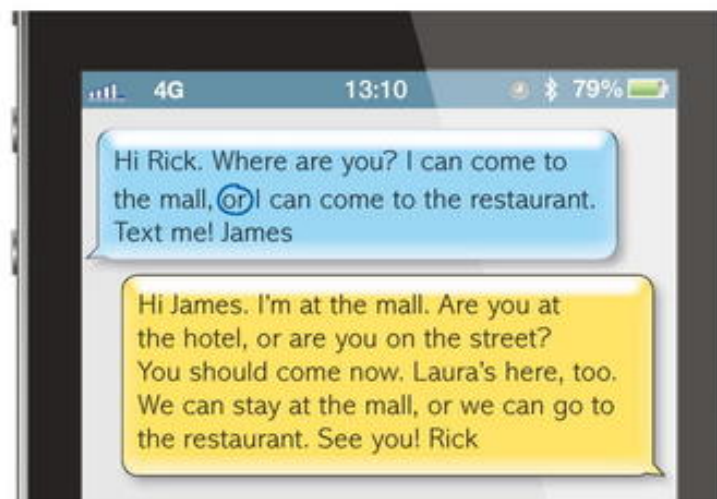 4G 13:10 79%
Hi Rick. Where are you? I can come to
the mall, or I can come to the restaurant.
Text me! James
Hi James. I'm at the mall. Are you at
the hotel, or are you on the street?
You should come now. Laura's here, too.
We can stay at the mall, or we can go to
the restaurant. See you! Rick